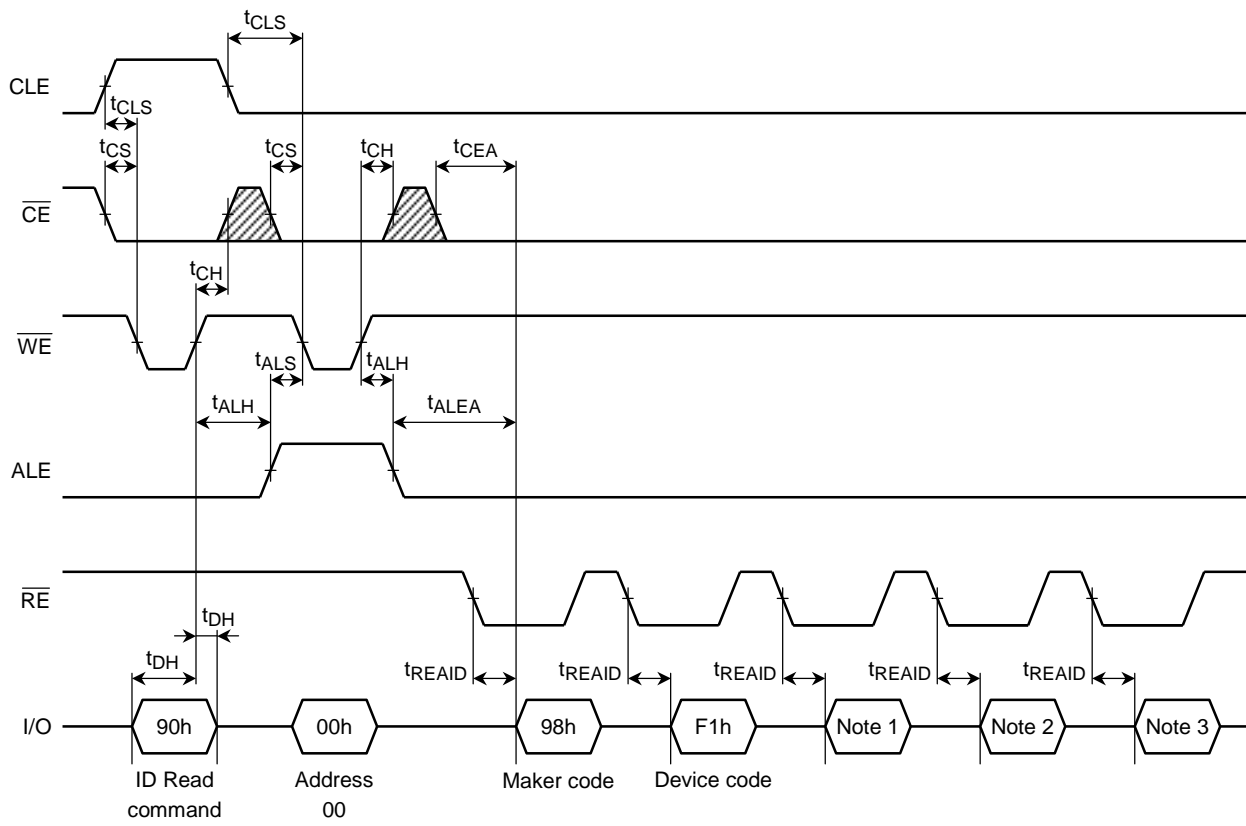 tCLS
CLE
tCLS
tCS
tCS
tCH
tCEA
CE
tCH
WE
tALS
tALH
tALH
tALEA
ALE
RE
tDH
tDH
tREAID
tREAID
tREAID
tREAID
tREAID
I/O
90h
00h
98h
F1h
Note 1
Note 2
Note 3
ID Read
command
Address
00
Maker code
Device code